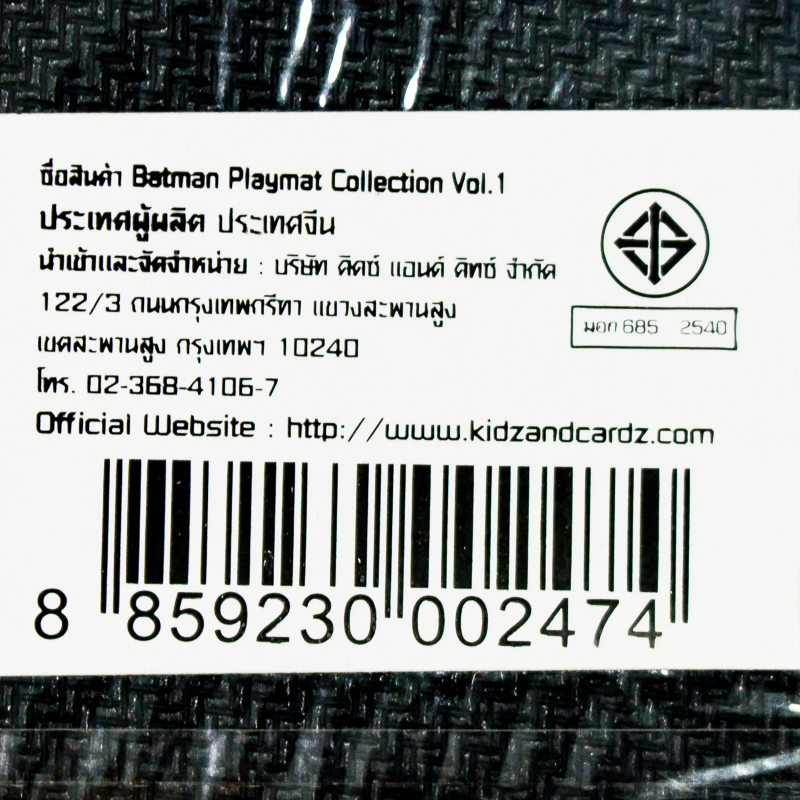 ชื่อสินค้า Batman Playmat Collection Vol.1
ประเทศผู้ผลิต ประเทศจีน
นำเข้าและจัดจำหน่าย : บริษัท คิดซ์ แอนด์ คิทซ์ จำกัด
122/3 ถนนกรุงเทพกรีฑา แขวงสะพานสูง
เขตสะพานสูง กรุงเทพฯ 10240
โทร. 02-368-4106-7
Official Website : http://www.kidzandcardz.com
มอก 685 2540
8 859230 002474